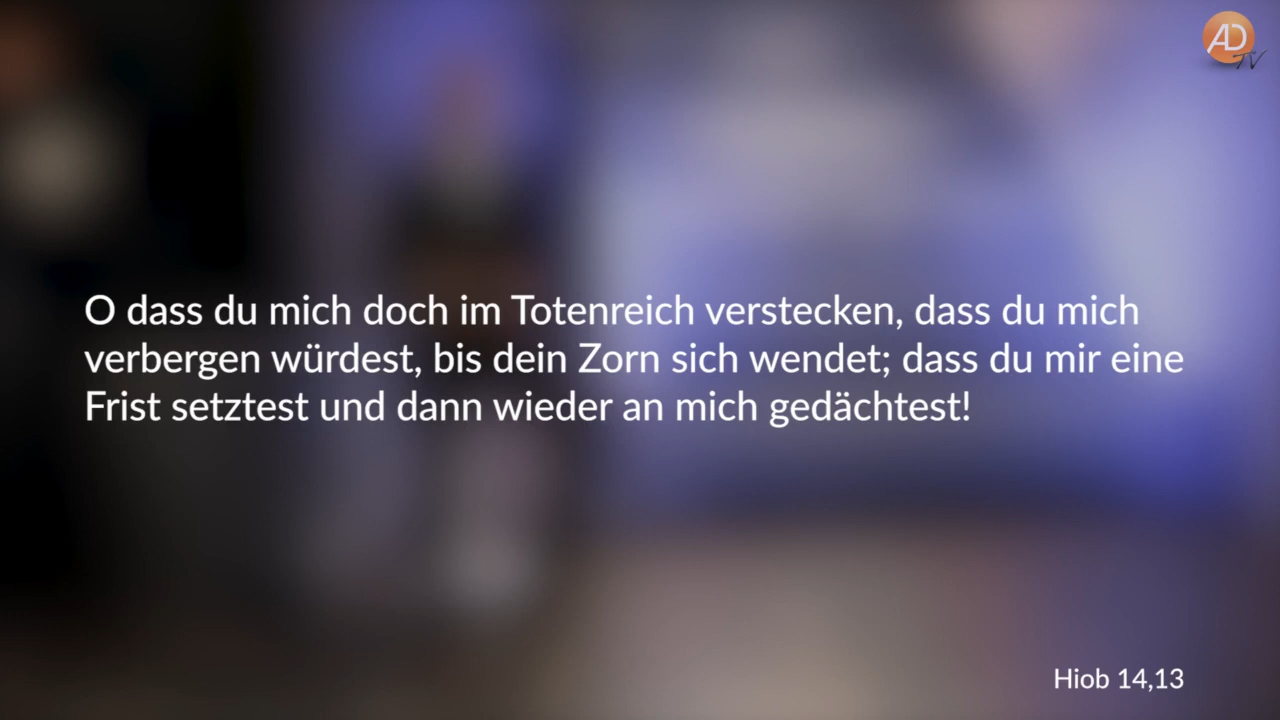 AD
TV
O dass du mich doch im Totenreich verstecken, dass du mich
verbergen würdest, bis dein Zorn sich wendet; dass du mir eine
Frist setztest und dann wieder an mich gedächtest!
Hiob 14,13